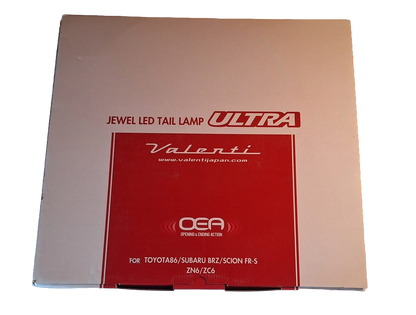 JEWEL LED TAIL LAMP ULTRA
Valenti
www.valentijapan.com
OEA
OPENING & ENDING ACTION
FOR TOYOTA86/SUBARU BRZ/SCION FR-S
ZN6/ZC6